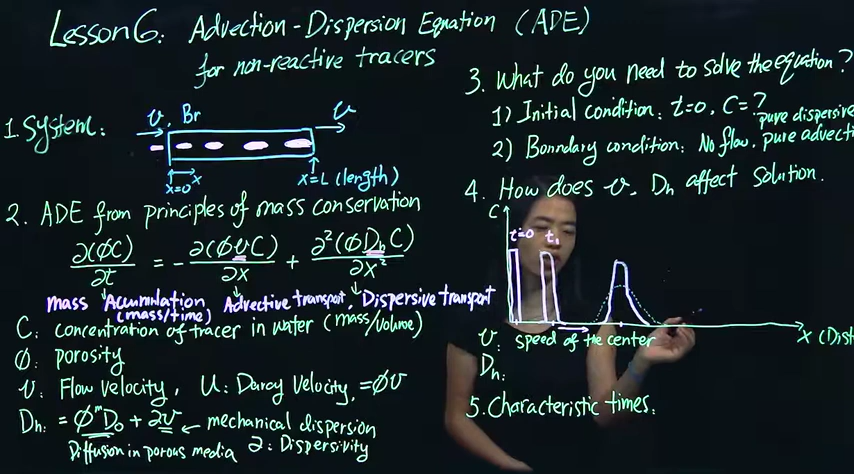 Lesson 6: Advection-Dispersion Equation (ADE)
for non-reactive tracers
1. System:
v, Br
v
x=0
x
x=L (length)
2. ADE from principles of mass conservation
∂(ØC)/∂t = - ∂(ØvC)/∂x + ∂²(ØDhC)/∂x²
mass Accumulation, Advective transport, Dispersive transport
(mass/time)
C: concentration of tracer in water (mass/volume)
Ø: porosity
v: Flow velocity, U: Darcy Velocity, =Øv
Dh: = Ø^m D₀ + ∂v ← mechanical dispersion
Diffusion in porous media ∂: Dispersivity
3. What do you need to solve the equation?
1) Initial condition: t=0, C=?
pure dispersive
2) Boundary condition: No flow, pure advecti
4. How does v, Dh affect solution.
C
t=0
t₁
x (Dist
v: speed of the center
Dh:
5. Characteristic times: